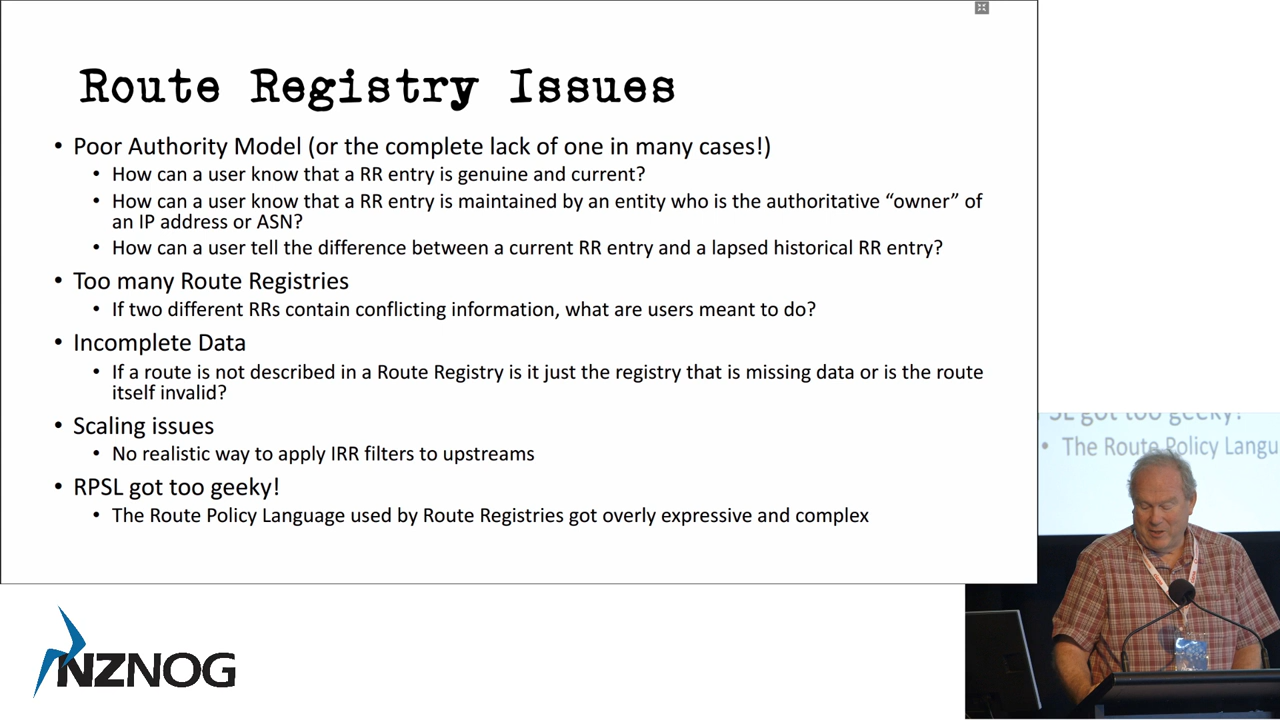 Route Registry Issues
• Poor Authority Model (or the complete lack of one in many cases!)
• How can a user know that a RR entry is genuine and current?
• How can a user know that a RR entry is maintained by an entity who is the authoritative “owner” of
an IP address or ASN?
• How can a user tell the difference between a current RR entry and a lapsed historical RR entry?
• Too many Route Registries
• If two different RRs contain conflicting information, what are users meant to do?
• Incomplete Data
• If a route is not described in a Route Registry is it just the registry that is missing data or is the route
itself invalid?
• Scaling issues
• No realistic way to apply IRR filters to upstreams
• RPSL got too geeky!
• The Route Policy Language used by Route Registries got overly expressive and complex
SL got too geeky!
• The Route Policy Langu
NZNOG